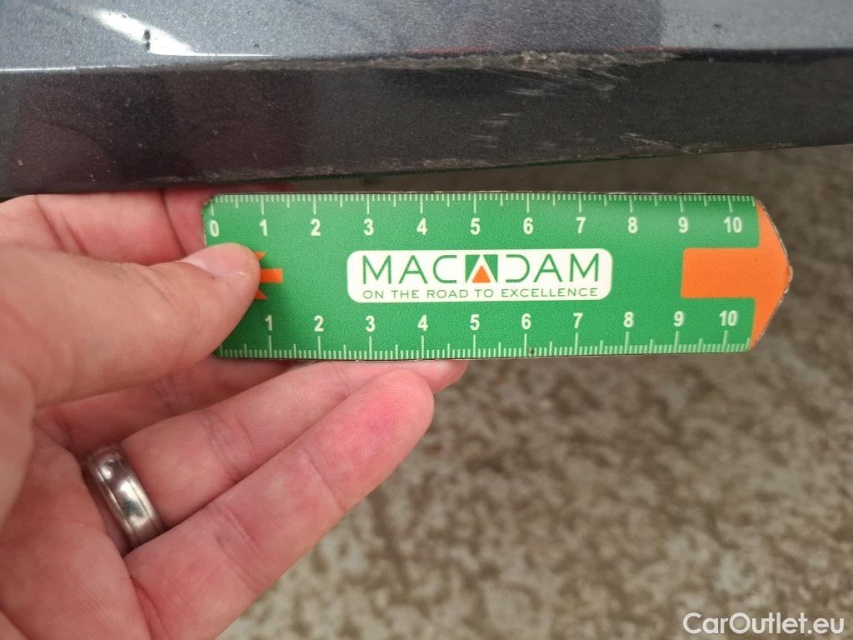 0 1 2 3 4 5 6 7 8 9 10
MACADAM
ON THE ROAD TO EXCELLENCE
1 2 3 4 5 6 7 8 9 10
CarOutlet.eu